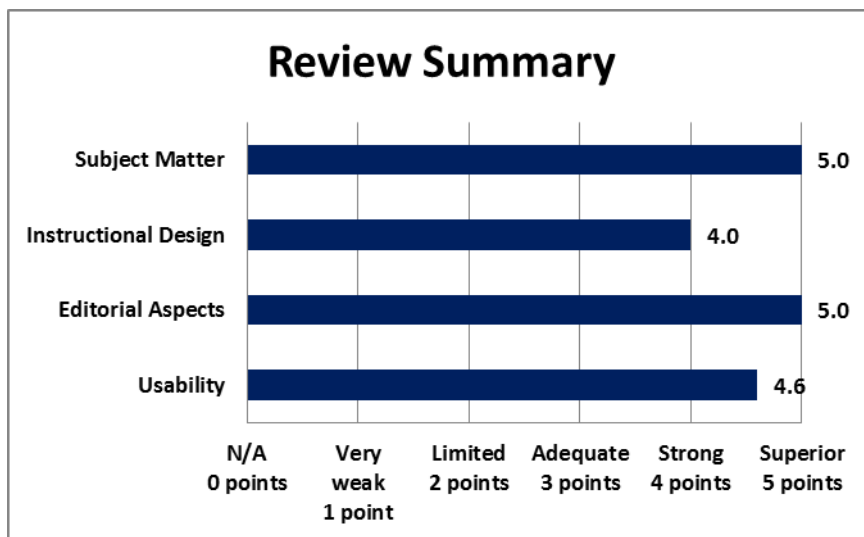 Review Summary
Subject Matter
5.0
Instructional Design
4.0
Editorial Aspects
5.0
Usability
4.6
N/A
0 points
Very
weak
1 point
Limited
2 points
Adequate
3 points
Strong
4 points
Superior
5 points